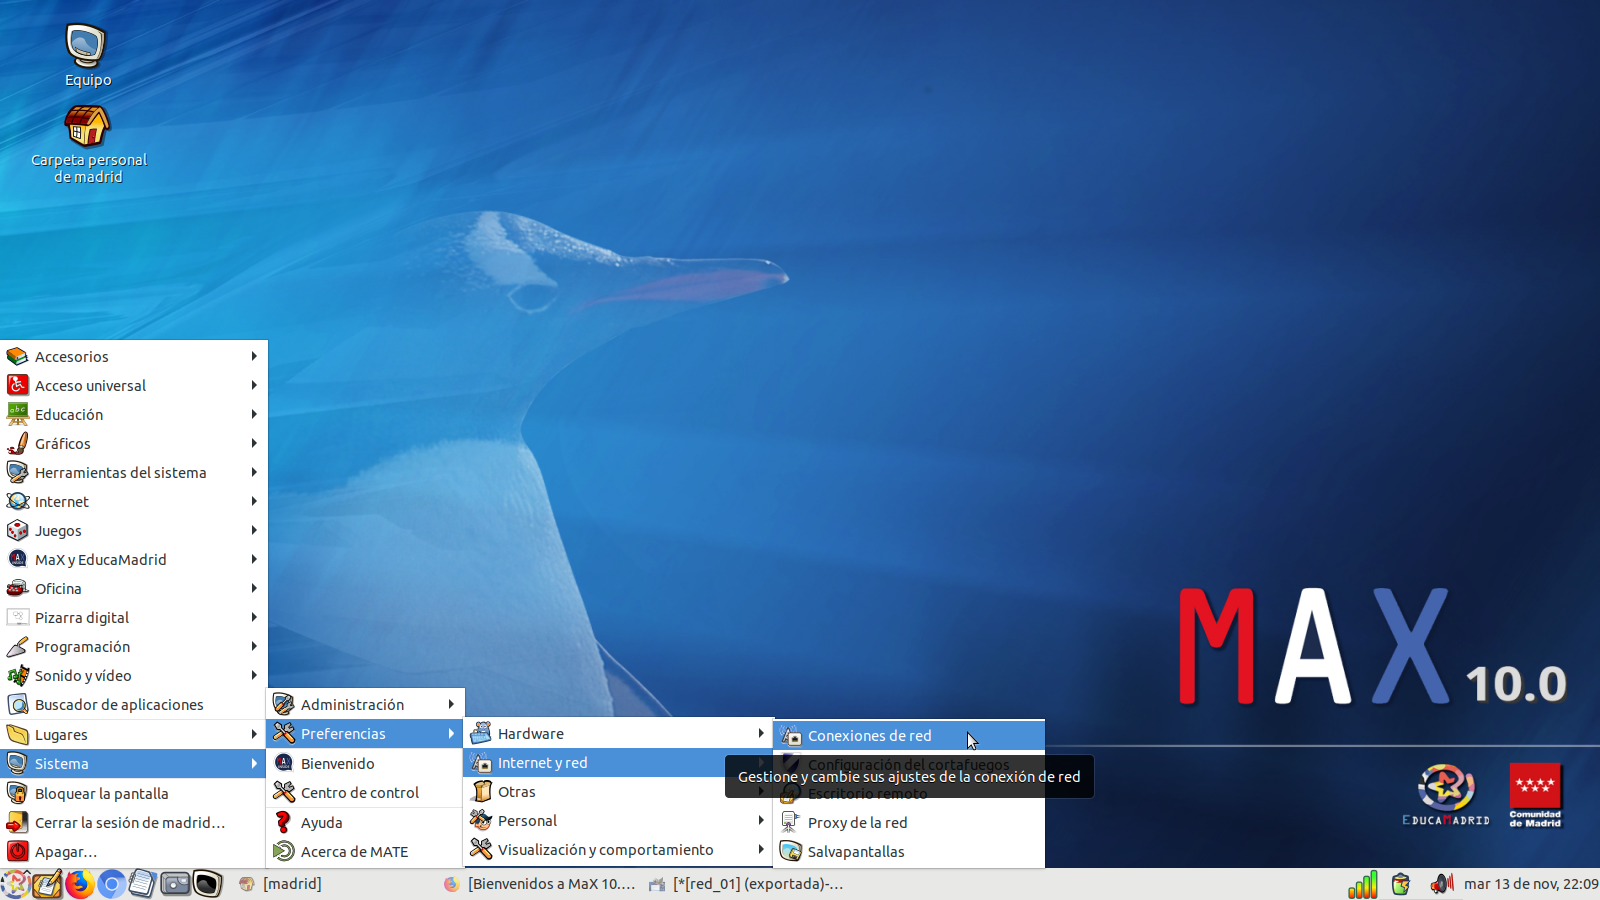 Equipo
Carpeta personal
de madrid
MAX 10.0
EDUCAMADRID
Comunidad
de Madrid
Accesorios
Acceso universal
abc
Educación
Gráficos
Herramientas del sistema
Internet
Juegos
MaX y EducaMadrid
Oficina
Pizarra digital
Programación
Sonido y vídeo
Buscador de aplicaciones
Lugares
Sistema
Bloquear la pantalla
Cerrar la sesión de madrid...
Apagar...
Administración
Preferencias
Bienvenido
Centro de control
Ayuda
Acerca de MATE
Hardware
Internet y red
Otras
Personal
Visualización y comportamiento
Conexiones de red
Configuración del cortafuegos
Gestione y cambie sus ajustes de la conexión de red
Escritorio remoto
Proxy de la red
Salvapantallas
[madrid]
[Bienvenidos a MaX 10....
[*[red_01] (exportada)-...
mar 13 de nov, 22:09